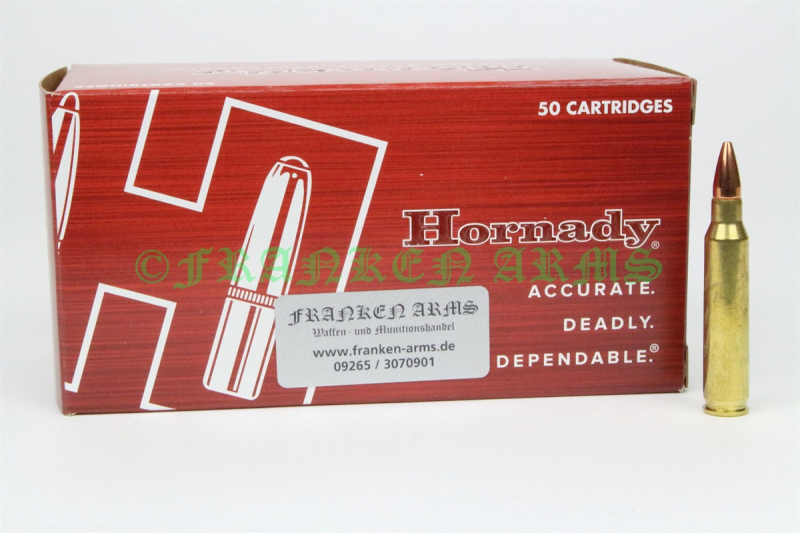 50 CARTRIDGES
Hornady®
©FRANKEN ARMS
ACCURATE.
DEADLY.
DEPENDABLE.®
FRANKEN ARMS
Waffen- und Munitionshandel
www.franken-arms.de
09265 / 3070901